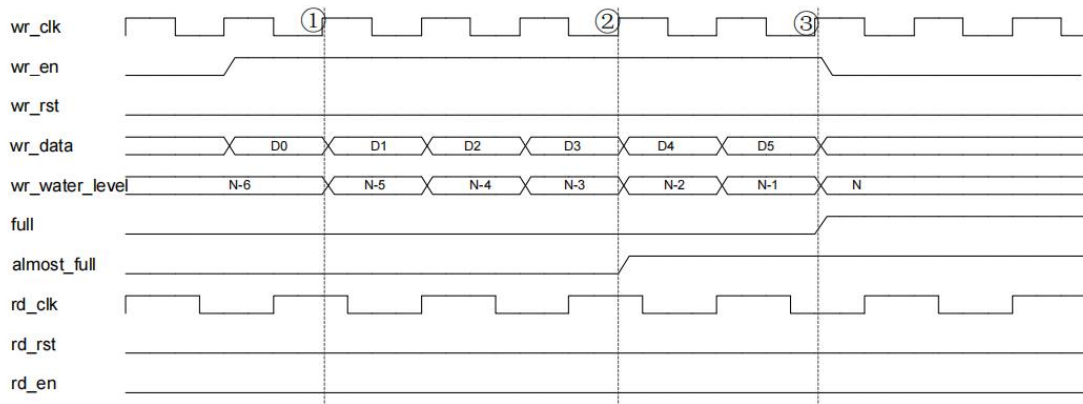 wr_clk ① ② ③
wr_en
wr_rst
wr_data D0 D1 D2 D3 D4 D5
wr_water_level N-6 N-5 N-4 N-3 N-2 N-1 N
full
almost_full
rd_clk
rd_rst
rd_en